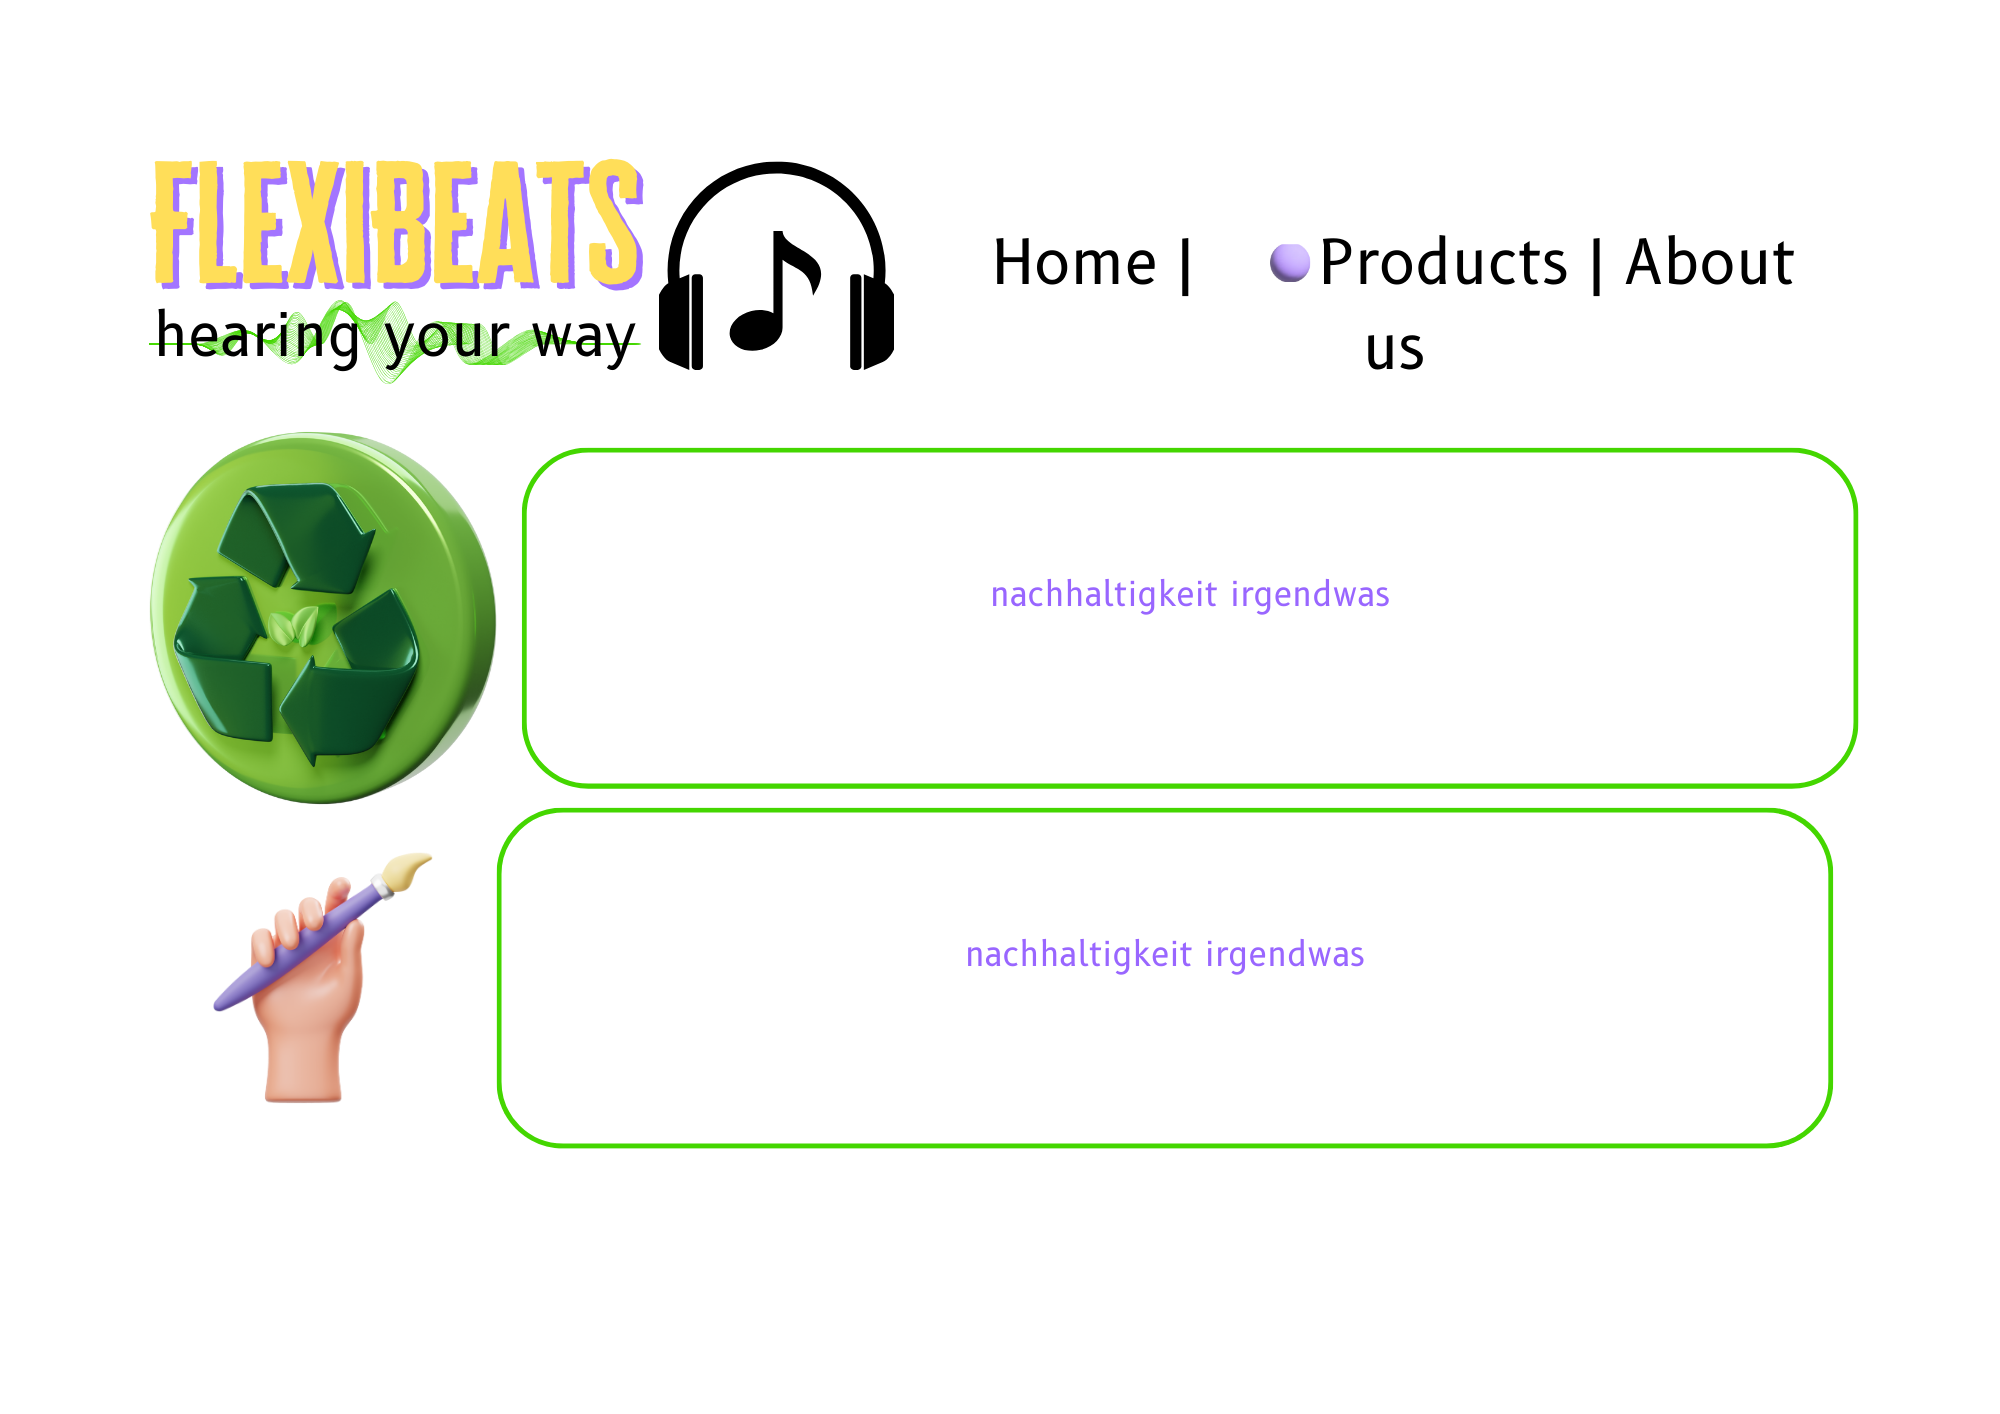 FLEXIBEATS
hearing your way
Home | Products | About
us
nachhaltigkeit irgendwas
nachhaltigkeit irgendwas